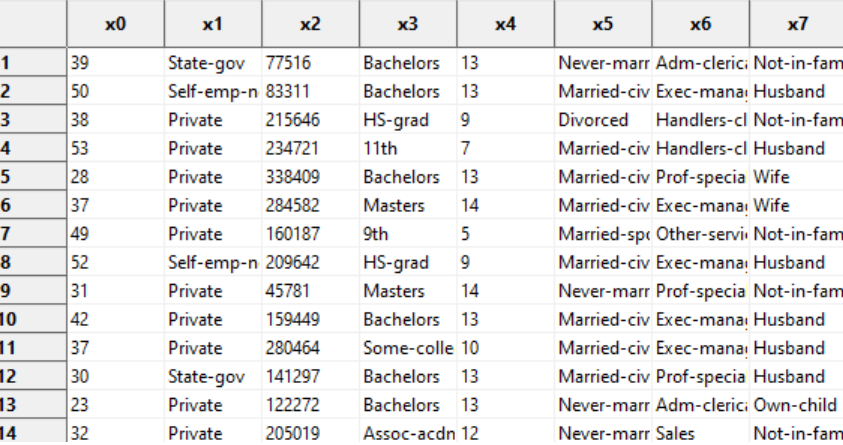 x0 x1 x2 x3 x4 x5 x6 x7
1 39 State-gov 77516 Bachelors 13 Never-marr Adm-cleric Not-in-fam
2 50 Self-emp-n 83311 Bachelors 13 Married-civ Exec-mana Husband
3 38 Private 215646 HS-grad 9 Divorced Handlers-cl Not-in-fam
4 53 Private 234721 11th 7 Married-civ Handlers-cl Husband
5 28 Private 338409 Bachelors 13 Married-civ Prof-specia Wife
6 37 Private 284582 Masters 14 Married-civ Exec-mana Wife
7 49 Private 160187 9th 5 Married-spo Other-servi Not-in-fam
8 52 Self-emp-n 209642 HS-grad 9 Married-civ Exec-mana Husband
9 31 Private 45781 Masters 14 Never-marr Prof-specia Not-in-fam
10 42 Private 159449 Bachelors 13 Married-civ Exec-mana Husband
11 37 Private 280464 Some-colle 10 Married-civ Exec-mana Husband
12 30 State-gov 141297 Bachelors 13 Married-civ Prof-specia Husband
13 23 Private 122272 Bachelors 13 Never-marr Adm-cleric Own-child
14 32 Private 205019 Assoc-acdn 12 Never-marr Sales Not-in-fam